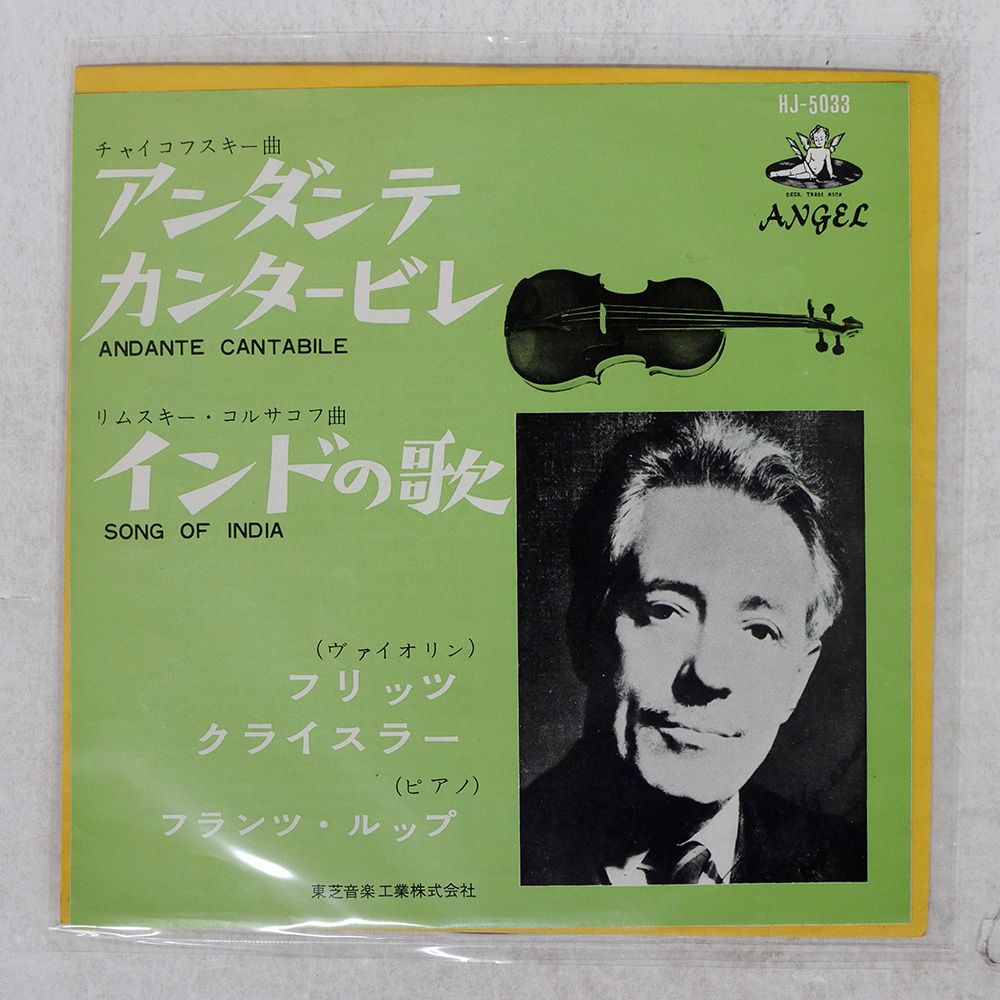 HJ-5033
REGD. TRADE MARK
ANGEL
チャイコフスキー曲
アンダンテ
カンタービレ
ANDANTE CANTABILE
リムスキー・コルサコフ曲
インドの歌
SONG OF INDIA
(ヴァイオリン)
フリッツ
クライスラー
(ピアノ)
フランツ・ルップ
東芝音楽工業株式会社